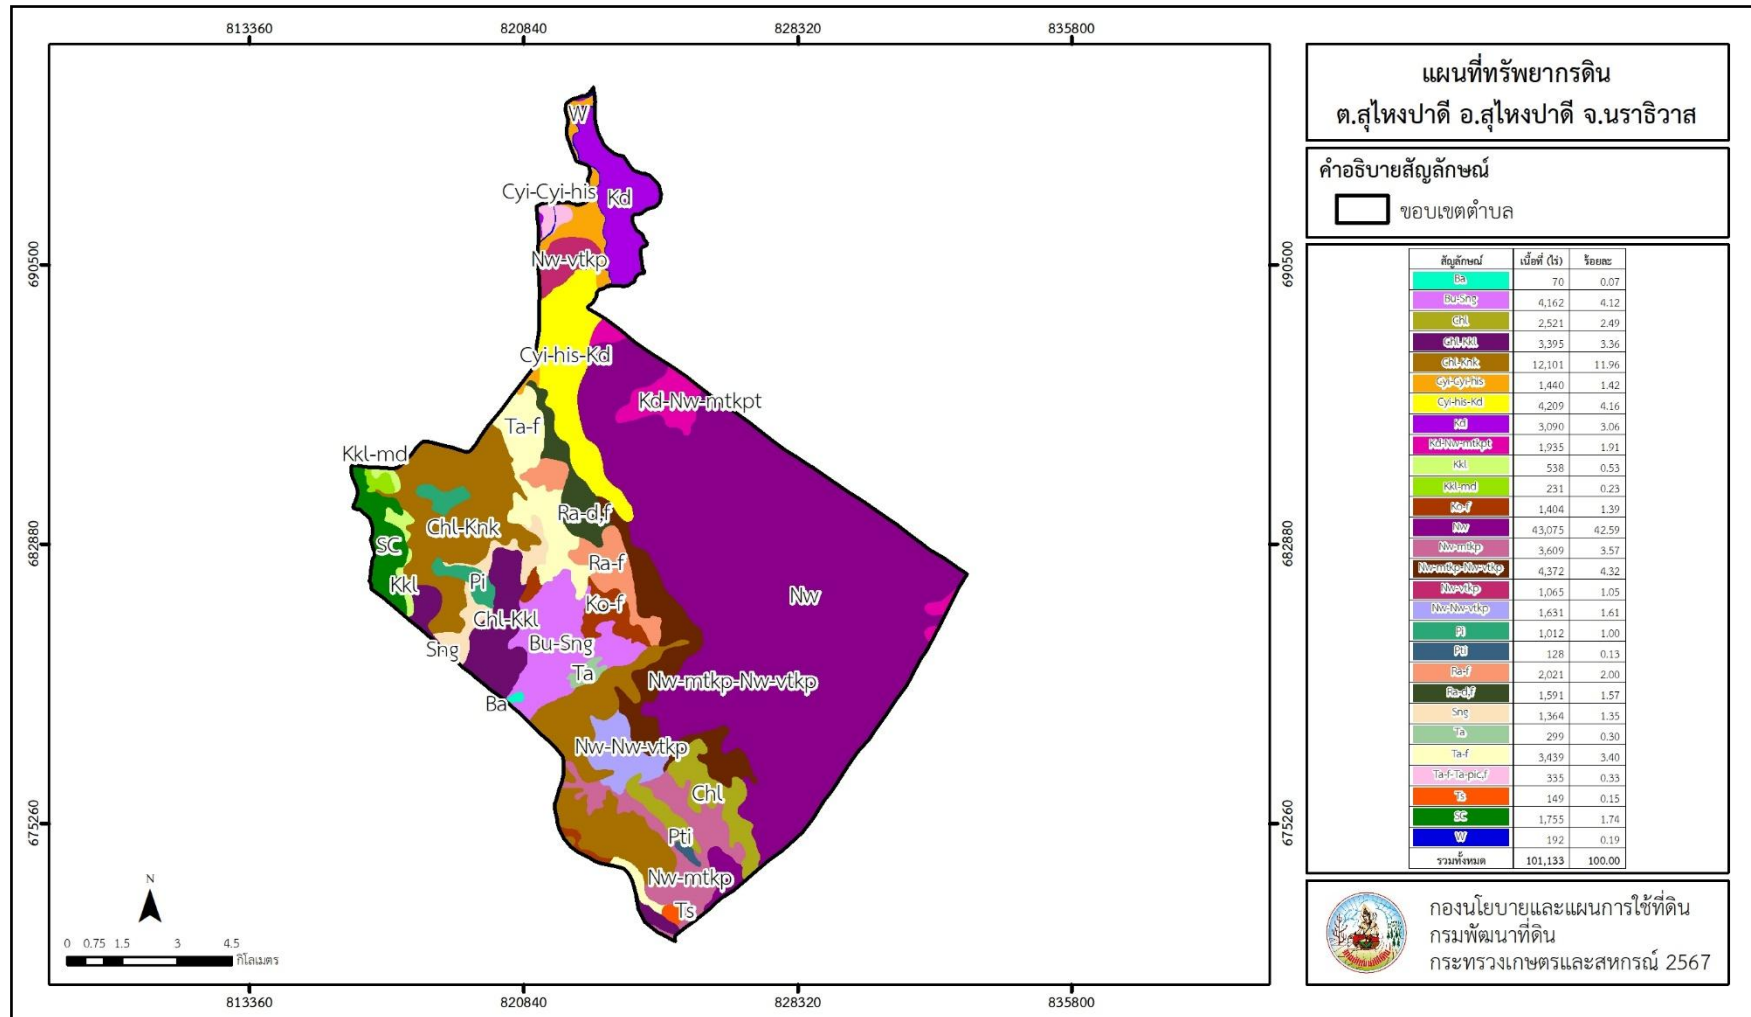 813360 820840 828320 835800
แผนที่ทรัพยากรดิน
ต.สุไหงปาดี อ.สุไหงปาดี จ.นราธิวาส
คำอธิบายสัญลักษณ์
ขอบเขตตำบล
W
Cyi-Cyi-his
Kd
Nw-vtkp
690500 690500
Cyi-his-Kd
Kd-Nw-mtkpt
Ta-f
Kkl-md
Ra-d,f
Chl-Knk
SC
682880 682880
Ra-f
Kkl
Pi
Nw
Ko-f
Chl-Kkl
Bu-Sng
Sng
Ta
Nw-mtkp-Nw-vtkp
Ba
Nw-Nw-vtkp
Chl
675260 675260
Pti
Nw-mtkp
Ts
N
0 0.75 1.5 3 4.5
กิโลเมตร
813360 820840 828320 835800
สัญลักษณ์ เนื้อที่ (ไร่) ร้อยละ
Ba 70 0.07
Bu-Sng 4,162 4.12
Chl 2,521 2.49
Chl-Kkl 3,395 3.36
Chl-Knk 12,101 11.96
Cyi-Cyi-his 1,440 1.42
Cyi-his-Kd 4,209 4.16
Kd 3,090 3.06
Kd-Nw-mtkpt 1,935 1.91
Kkl 538 0.53
Kkl-md 231 0.23
Ko-f 1,404 1.39
Nw 43,075 42.59
Nw-mtkp 3,609 3.57
Nw-mtkp-Nw-vtkp 4,372 4.32
Nw-vtkp 1,065 1.05
Nw-Nw-vtkp 1,631 1.61
Pi 1,012 1.00
Pti 128 0.13
Ra-f 2,021 2.00
Ra-d,f 1,591 1.57
Sng 1,364 1.35
Ta 299 0.30
Ta-f 3,439 3.40
Ta-f-Ta-pic,f 335 0.33
Ts 149 0.15
SC 1,755 1.74
W 192 0.19
รวมทั้งหมด 101,133 100.00
กองนโยบายและแผนการใช้ที่ดิน
กรมพัฒนาที่ดิน
กระทรวงเกษตรและสหกรณ์ 2567